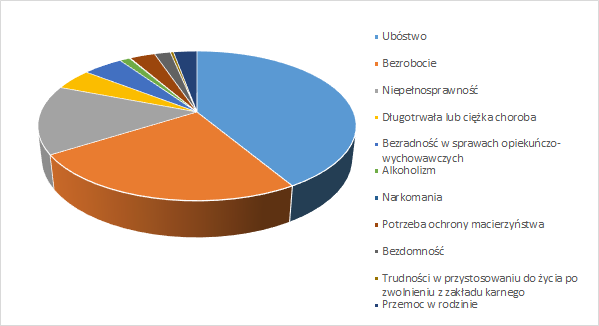 Ubóstwo
Bezrobocie
Niepełnosprawność
Długotrwała lub ciężka choroba
Bezradność w sprawach opiekuńczo-
wychowawczych
Alkoholizm
Narkomania
Potrzeba ochrony macierzyństwa
Bezdomność
Trudności w przystosowaniu do życia po
zwolnieniu z zakładu karnego
Przemoc w rodzinie